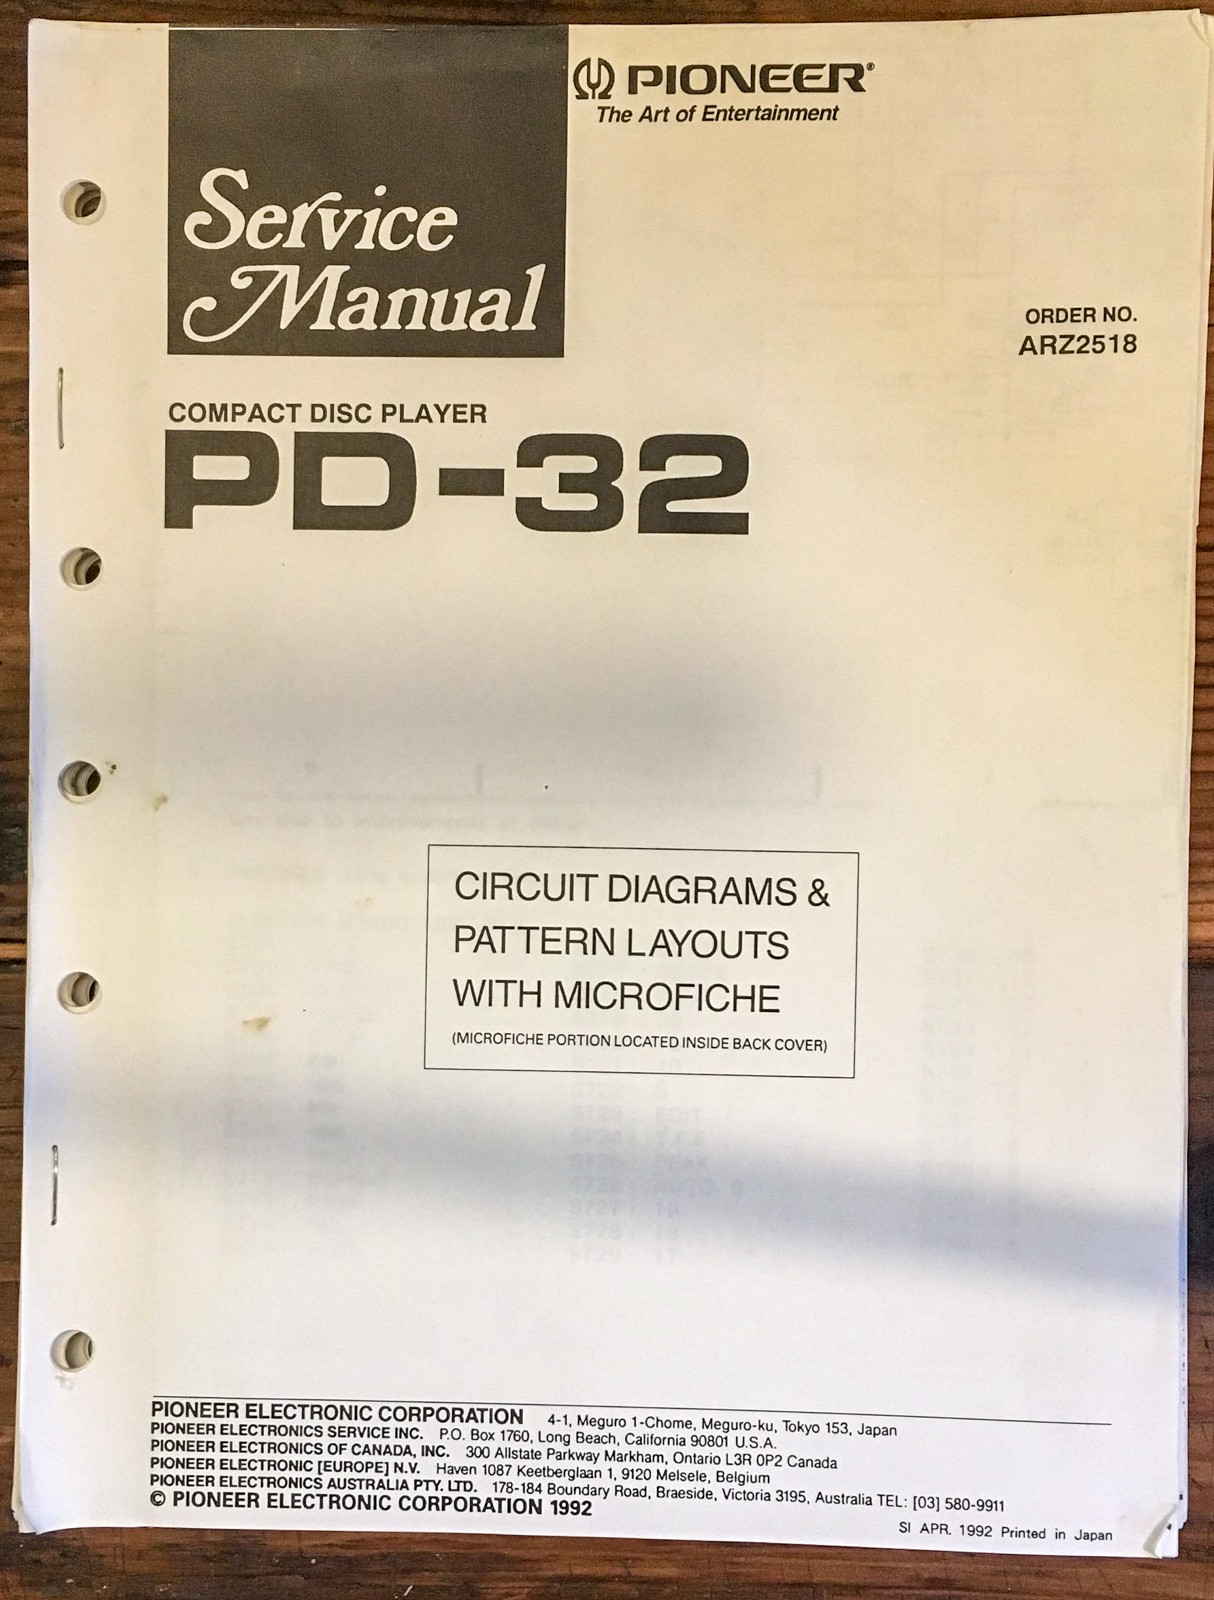 PIONEER®
The Art of Entertainment
Service
Manual
ORDER NO.
ARZ2518
COMPACT DISC PLAYER
PD-32
CIRCUIT DIAGRAMS &
PATTERN LAYOUTS
WITH MICROFICHE
(MICROFICHE PORTION LOCATED INSIDE BACK COVER)
PIONEER ELECTRONIC CORPORATION 4-1, Meguro 1-Chome, Meguro-ku, Tokyo 153, Japan
PIONEER ELECTRONICS SERVICE INC. P.O. Box 1760, Long Beach, California 90801 U.S.A.
PIONEER ELECTRONICS OF CANADA, INC. 300 Allstate Parkway Markham, Ontario L3R 0P2 Canada
PIONEER ELECTRONIC [EUROPE] N.V. Haven 1087 Keetberglaan 1, 9120 Melsele, Belgium
PIONEER ELECTRONICS AUSTRALIA PTY. LTD. 178-184 Boundary Road, Braeside, Victoria 3195, Australia TEL: [03] 580-9911
© PIONEER ELECTRONIC CORPORATION 1992
SI APR. 1992 Printed in Japan